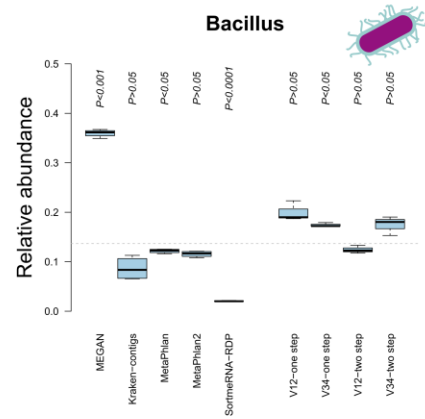 Bacillus
P<0.001
P>0.05
P>0.05
P>0.05
P<0.0001
P>0.05
P<0.05
P>0.05
P>0.05
Relative abundance
0.5
0.4
0.3
0.2
0.1
0.0
MEGAN
Kraken-contigs
MetaPhlan
MetaPhlan2
SortmeRNA-RDP
V12-one step
V34-one step
V12-two step
V34-two step